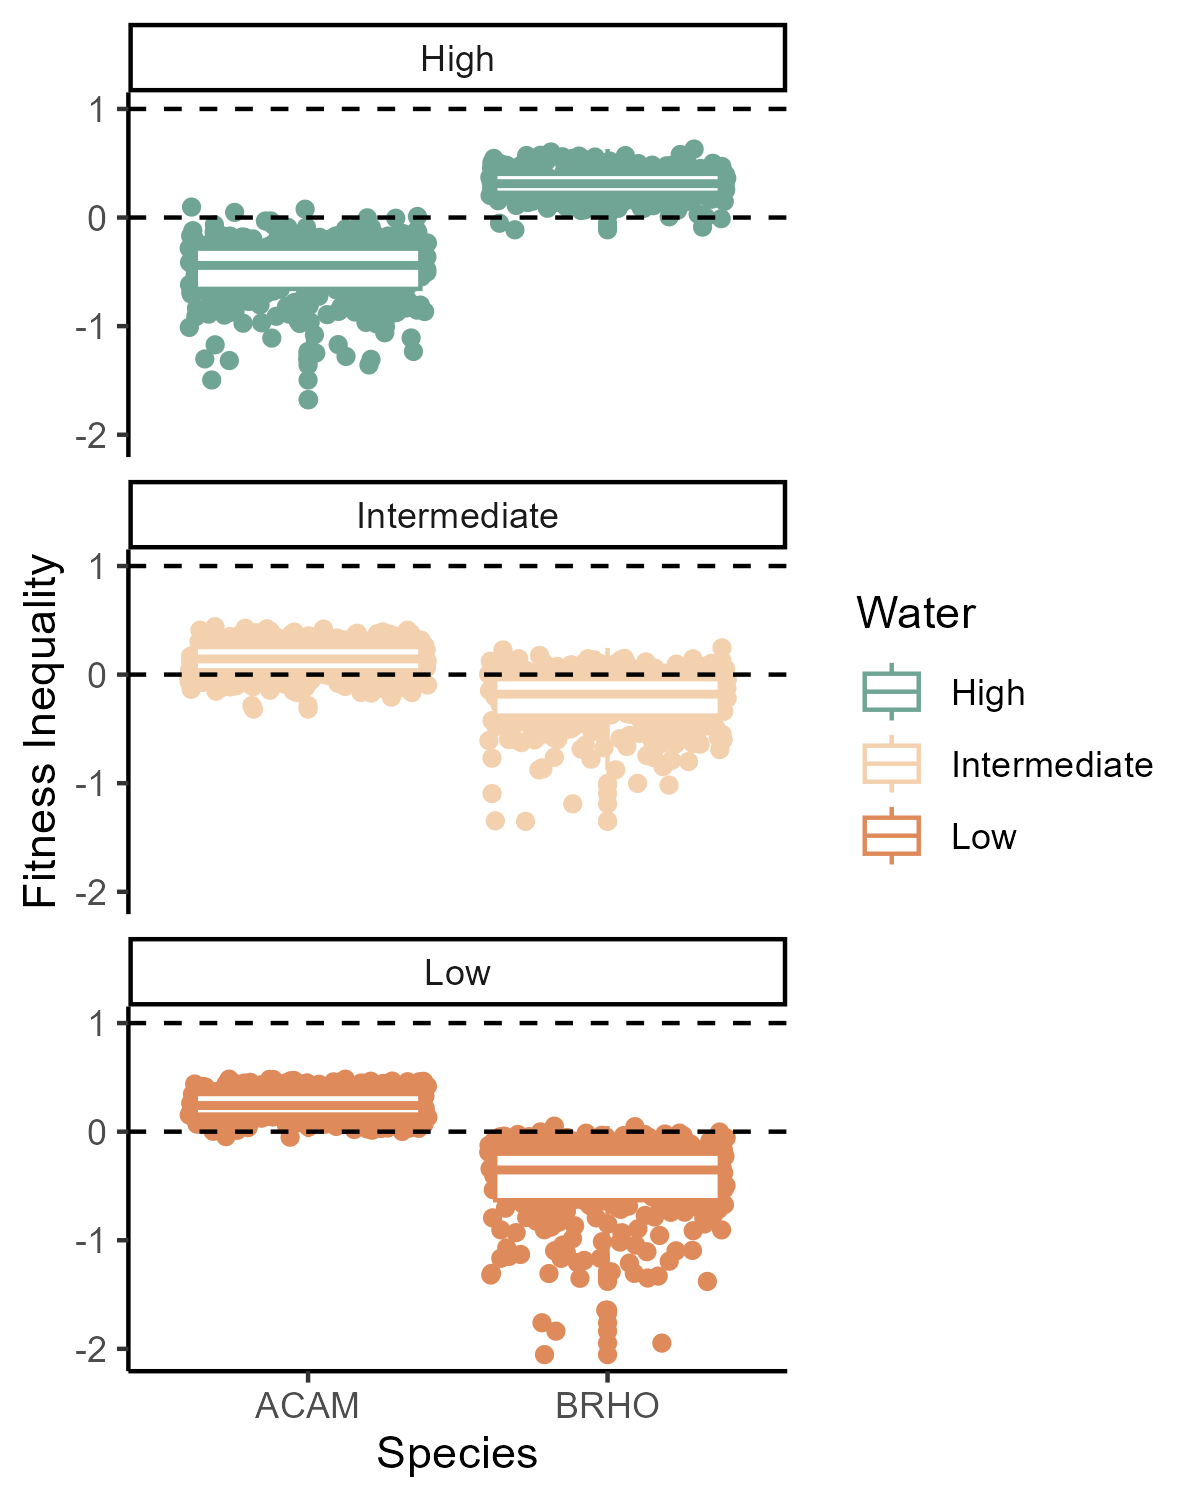 High
1
0
-1
-2
Intermediate
1
0
-1
-2
Low
1
0
-1
-2
ACAM BRHO
Species
Fitness Inequality
Water
High
Intermediate
Low